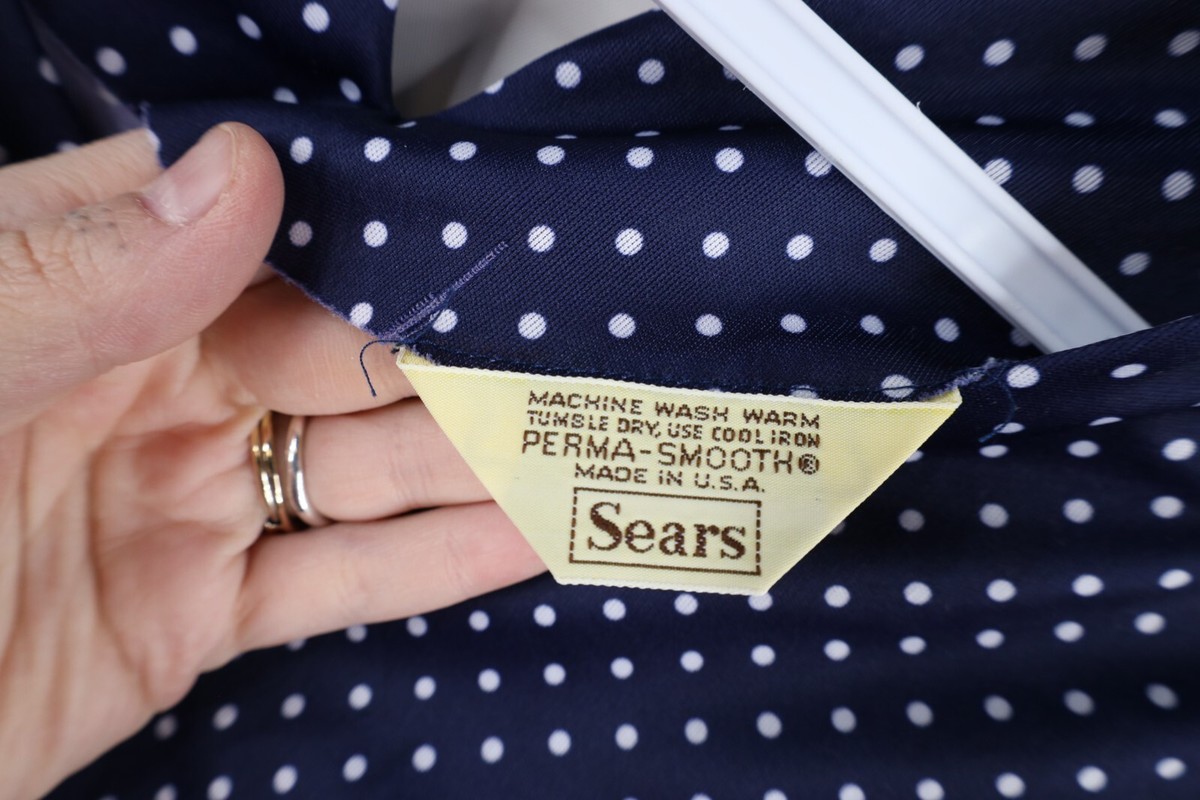 MACHINE WASH WARM
TUMBLE DRY, USE COOL IRON
PERMA-SMOOTH®
MADE IN U.S.A.
Sears